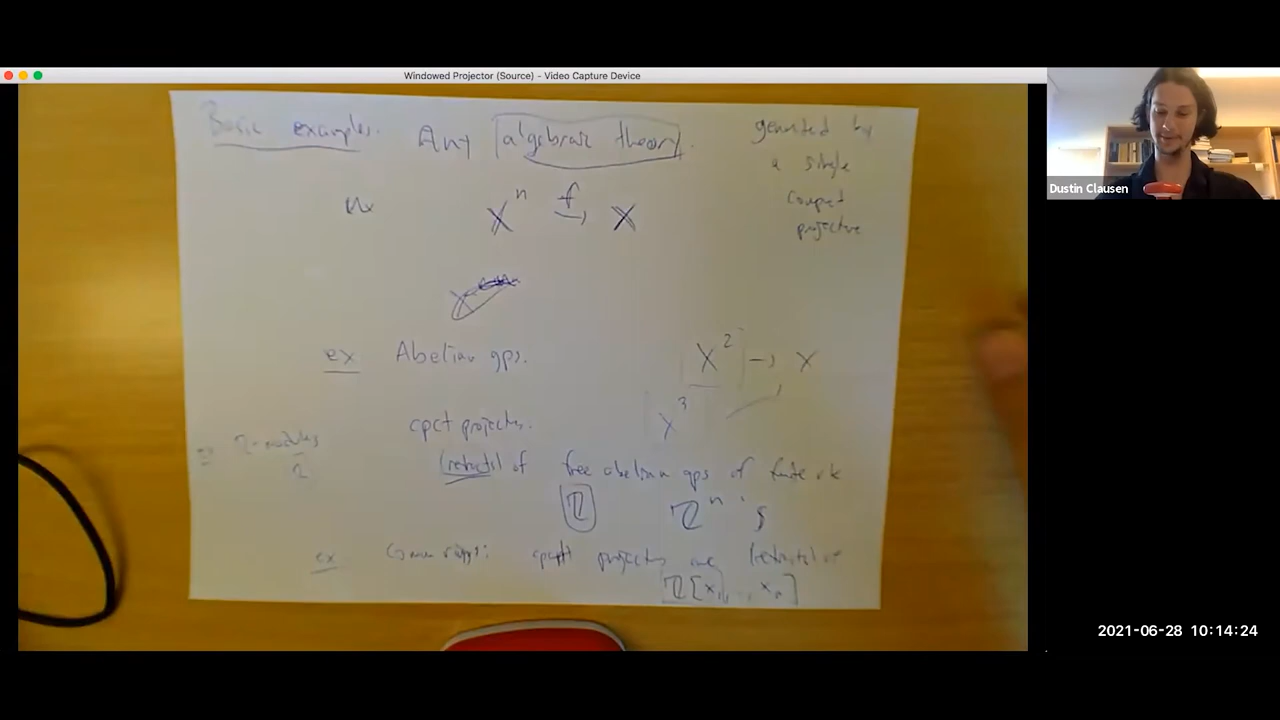 Windowed Projector (Source) - Video Capture Device
Dustin Clausen
Basic examples. Any algebraic theory.
generated by
a single
compact
projective
X^n f→ X
ex Abelian gps.
X^2 → X
X^3
cpct projectives.
(retracts) of free abelian gps of finite rk
ℤ ℤ^n 's
ex Comm rings: cpct projectives are (retracts) of
ℤ[x_1, ..., x_n]
2021-06-28 10:14:24